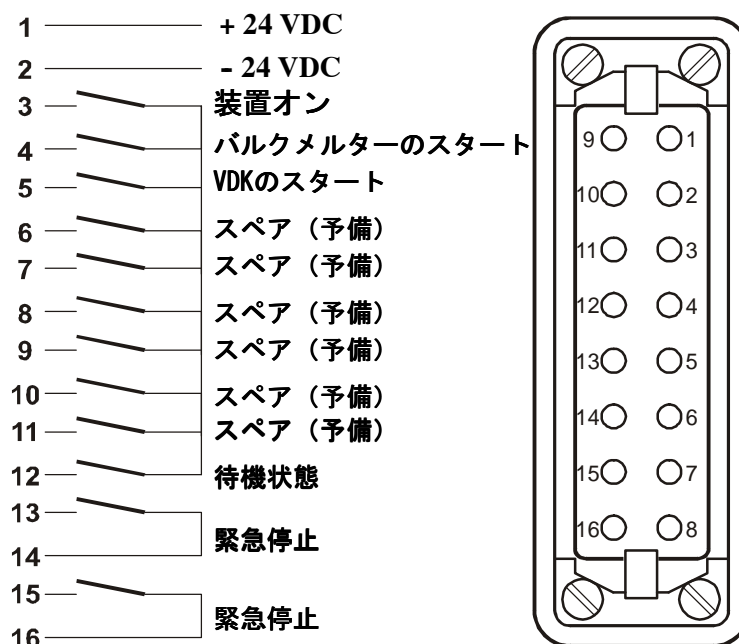 1 + 24 VDC
2 - 24 VDC
3 装置オン
4 バルクメルターのスタート
5 VDKのスタート
6 スペア（予備）
7 スペア（予備）
8 スペア（予備）
9 スペア（予備）
10 スペア（予備）
11 スペア（予備）
12 待機状態
13
緊急停止
14
15
緊急停止
16
9 1
10 2
11 3
12 4
13 5
14 6
15 7
16 8